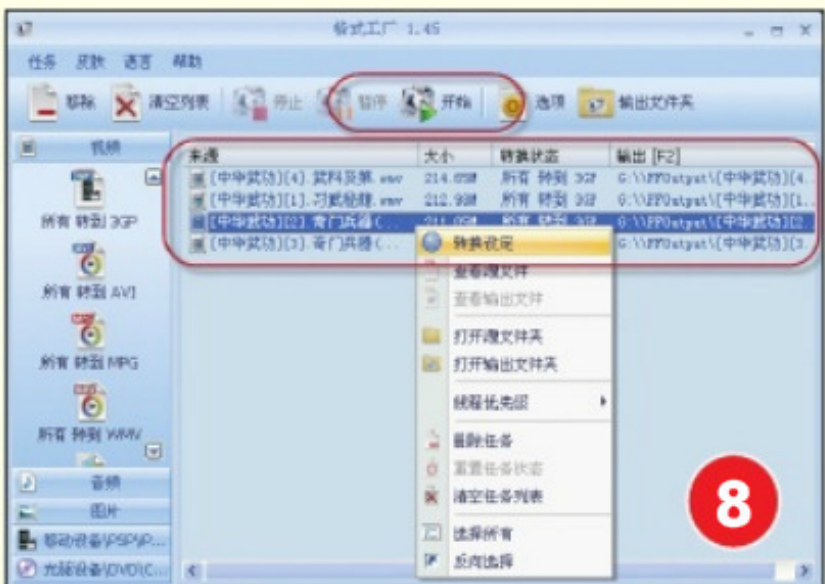 格式工厂 1.45
任务 皮肤 语言 帮助
移除 清空列表 停止 暂停 开始 选项 输出文件夹
视频
来源 大小 转换状态 输出 [F2]
[中华武功][4].武科及第.wmv 214.05M 所有 转到 3GP G:\\FFOutput\[中华武功][4.
[中华武功][1].习武秘籍.wmv 212.93M 所有 转到 3GP G:\\FFOutput\[中华武功][1.
[中华武功][2].奇门兵器(... 211.05M 所有 转到 3GP G:\\FFOutput\[中华武功][2.
[中华武功][3].奇门兵器(... G:\\FFOutput\[中华武功][3.
所有 转到 3GP
所有 转到 AVI
所有 转到 MPG
所有 转到 WMV
音频
图片
移动设备\PSP\P...
光驱设备\DVD\C...
转换设定
查看源文件
查看输出文件
打开源文件夹
打开输出文件夹
线程优先级
删除任务
重置任务状态
清空任务列表
选择所有
反向选择
8